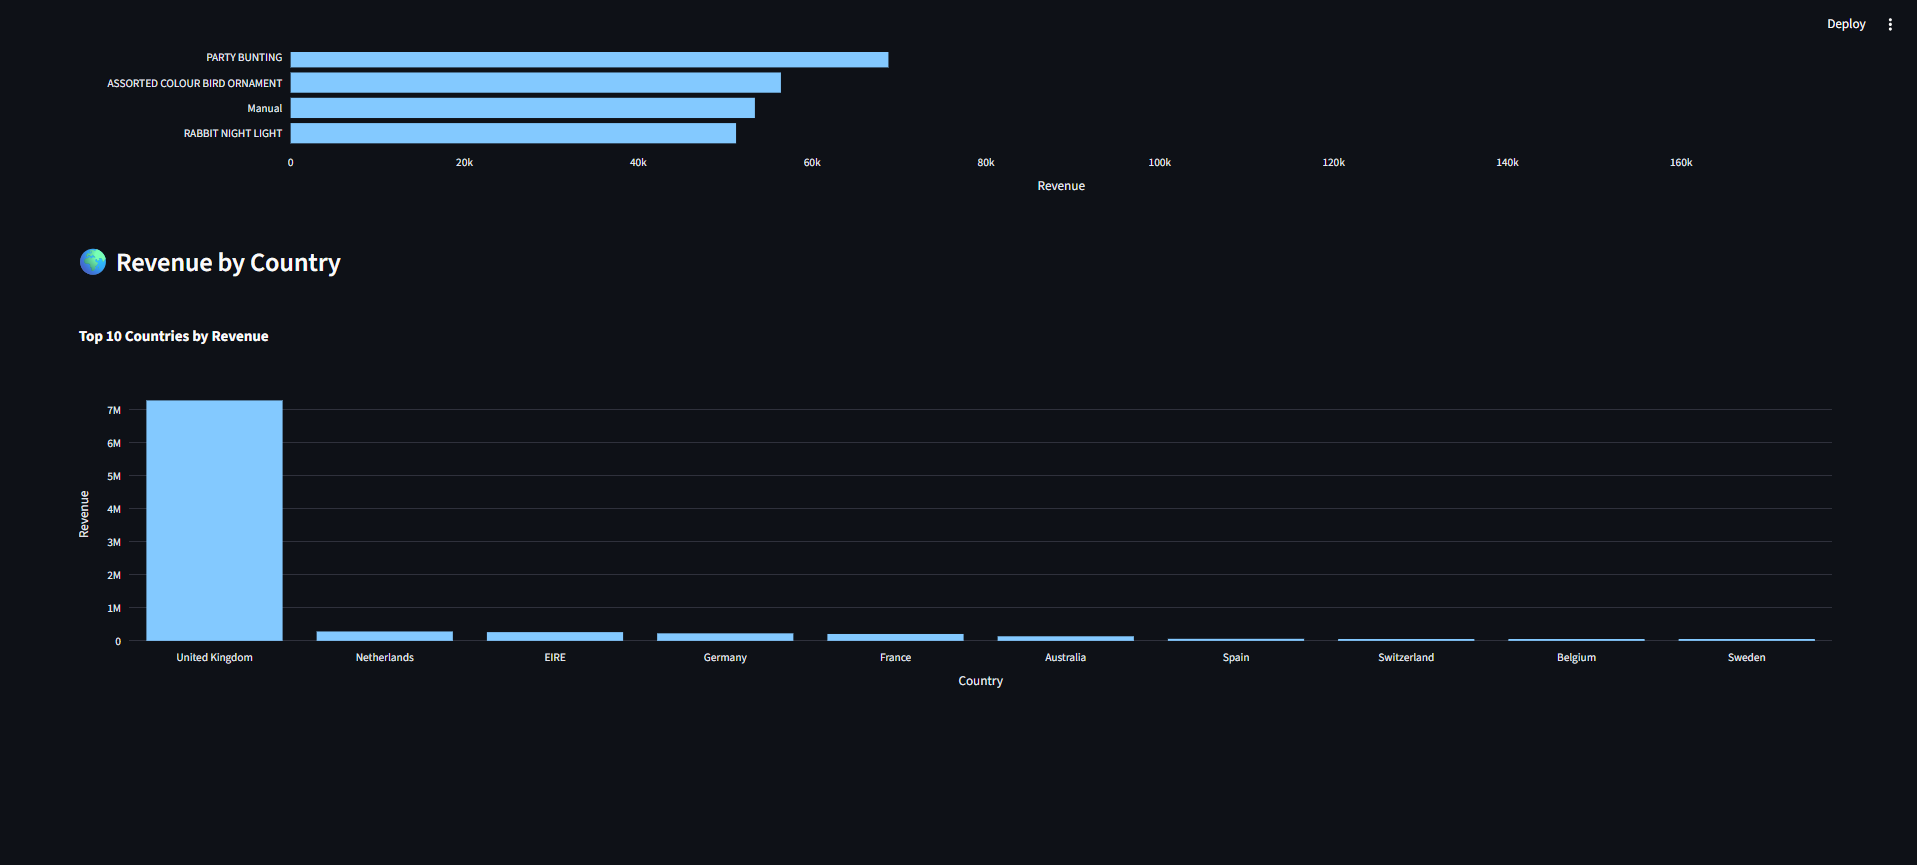 Deploy
PARTY BUNTING
ASSORTED COLOUR BIRD ORNAMENT
Manual
RABBIT NIGHT LIGHT
0 20k 40k 60k 80k 100k 120k 140k 160k
Revenue
Revenue by Country
Top 10 Countries by Revenue
7M
6M
5M
4M
3M
2M
1M
0
Revenue
United Kingdom Netherlands EIRE Germany France Australia Spain Switzerland Belgium Sweden
Country